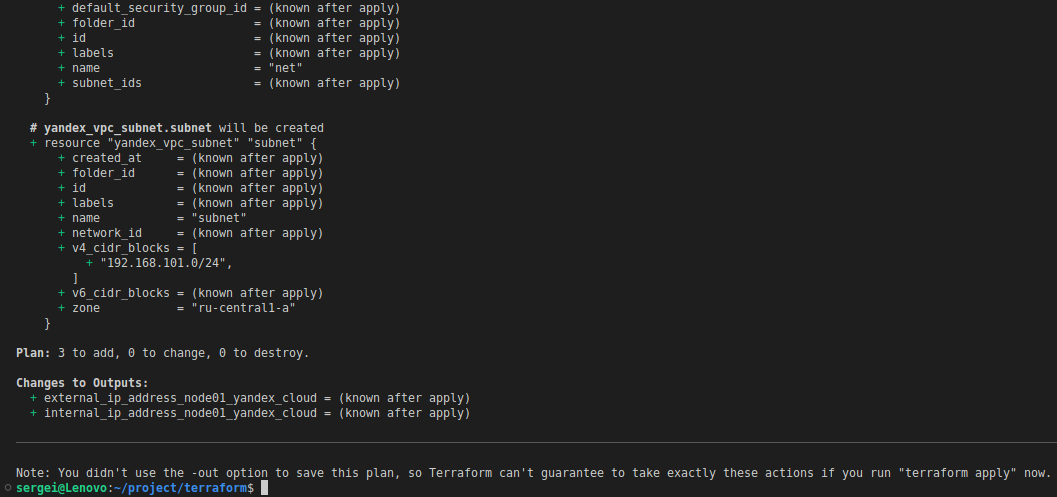 + default_security_group_id = (known after apply)
+ folder_id                 = (known after apply)
+ id                        = (known after apply)
+ labels                    = (known after apply)
+ name                      = "net"
+ subnet_ids                = (known after apply)
}
# yandex_vpc_subnet.subnet will be created
+ resource "yandex_vpc_subnet" "subnet" {
+ created_at     = (known after apply)
+ folder_id      = (known after apply)
+ id             = (known after apply)
+ labels         = (known after apply)
+ name           = "subnet"
+ network_id     = (known after apply)
+ v4_cidr_blocks = [
+ "192.168.101.0/24",
]
+ v6_cidr_blocks = (known after apply)
+ zone           = "ru-central1-a"
}
Plan: 3 to add, 0 to change, 0 to destroy.
Changes to Outputs:
+ external_ip_address_node01_yandex_cloud = (known after apply)
+ internal_ip_address_node01_yandex_cloud = (known after apply)
Note: You didn't use the -out option to save this plan, so Terraform can't guarantee to take exactly these actions if you run "terraform apply" now.
sergei@Lenovo:~/project/terraform$